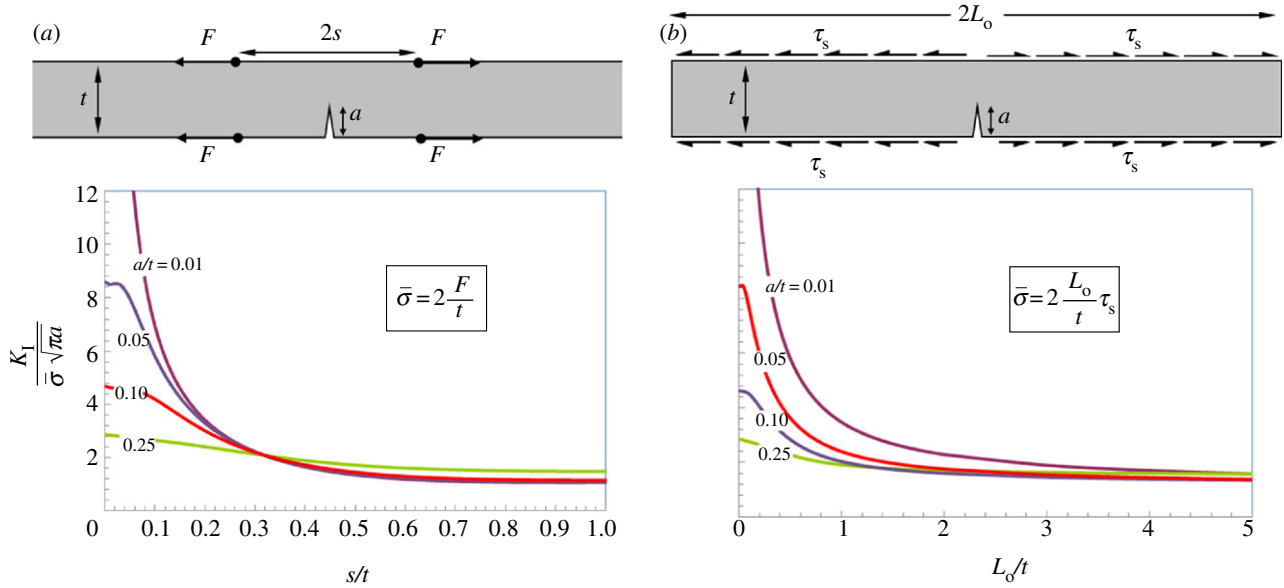 (a)
F
2s
F
t
a
F
F
12
10
8
6
4
2
0
a/t = 0.01
0.05
0.10
0.25
σ̄ = 2 F/t
K_I / σ̄ √πa
0.1
0.2
0.3
0.4
0.5
0.6
0.7
0.8
0.9
1.0
s/t
(b)
2L_o
τ_s
τ_s
t
a
τ_s
τ_s
a/t = 0.01
0.05
0.10
0.25
σ̄ = 2 L_o/t τ_s
0
1
2
3
4
5
L_o/t